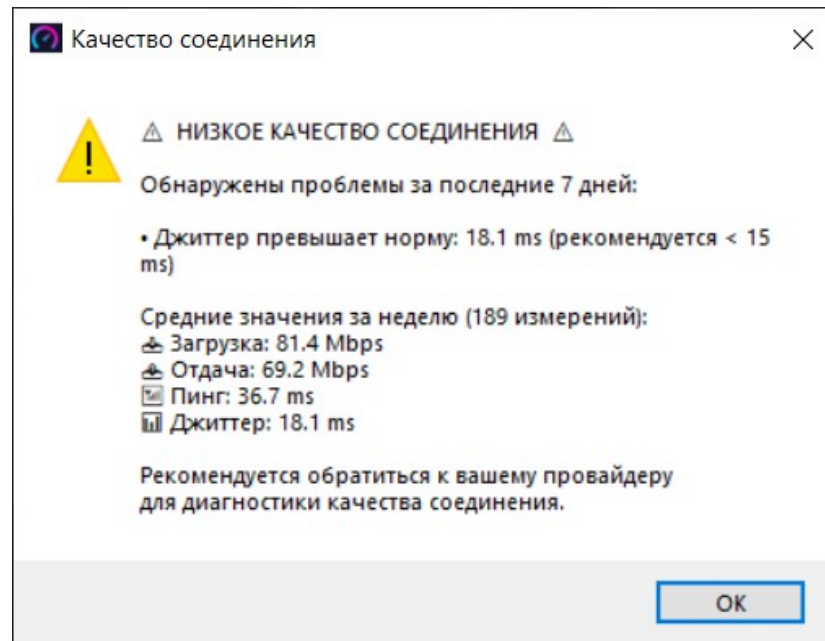 Качество соединения
⚠ НИЗКОЕ КАЧЕСТВО СОЕДИНЕНИЯ ⚠
Обнаружены проблемы за последние 7 дней:
• Джиттер превышает норму: 18.1 ms (рекомендуется < 15
ms)
Средние значения за неделю (189 измерений):
Загрузка: 81.4 Mbps
Отдача: 69.2 Mbps
Пинг: 36.7 ms
Джиттер: 18.1 ms
Рекомендуется обратиться к вашему провайдеру
для диагностики качества соединения.
OK